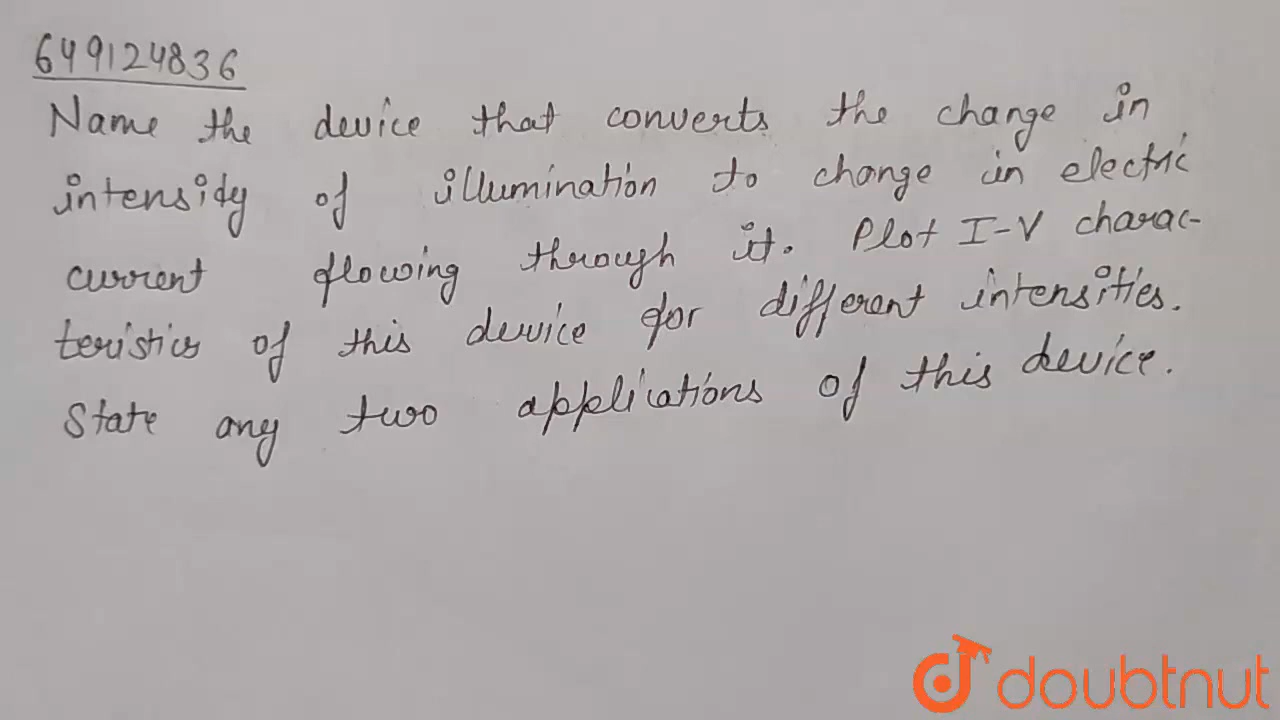 649124836
Name the device that converts the change in
intensidy of illumination to change in electric
current flowing through it. Plot I-V charac-
teristics of this device for different intensities.
State any two applications of this device.
doubtnut